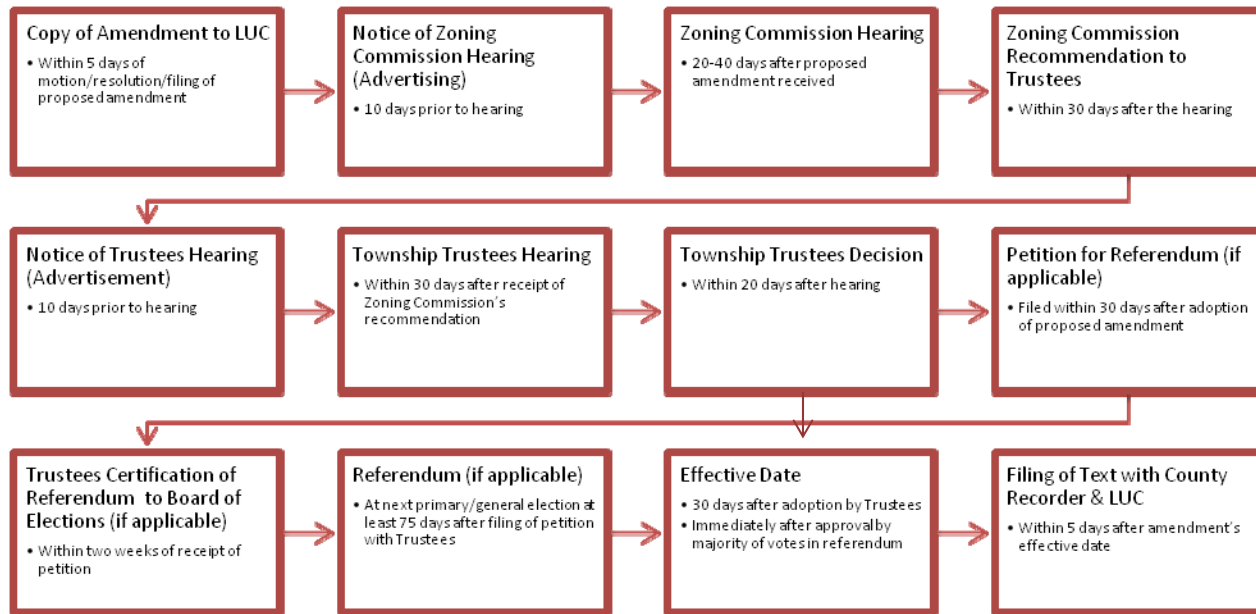 Copy of Amendment to LUC
• Within 5 days of
motion/resolution/filing of
proposed amendment
Notice of Zoning
Commission Hearing
(Advertising)
• 10 days prior to hearing
Zoning Commission Hearing
• 20-40 days after proposed
amendment received
Zoning Commission
Recommendation to
Trustees
• Within 30 days after the hearing
Notice of Trustees Hearing
(Advertisement)
• 10 days prior to hearing
Township Trustees Hearing
• Within 30 days after receipt of
Zoning Commission's
recommendation
Township Trustees Decision
• Within 20 days after hearing
Petition for Referendum (if
applicable)
• Filed within 30 days after adoption
of proposed amendment
Trustees Certification of
Referendum to Board of
Elections (if applicable)
• Within two weeks of receipt of
petition
Referendum (if applicable)
• At next primary/general election at
least 75 days after filing of petition
with Trustees
Effective Date
• 30 days after adoption by Trustees
• Immediately after approval by
majority of votes in referendum
Filing of Text with County
Recorder & LUC
• Within 5 days after amendment's
effective date